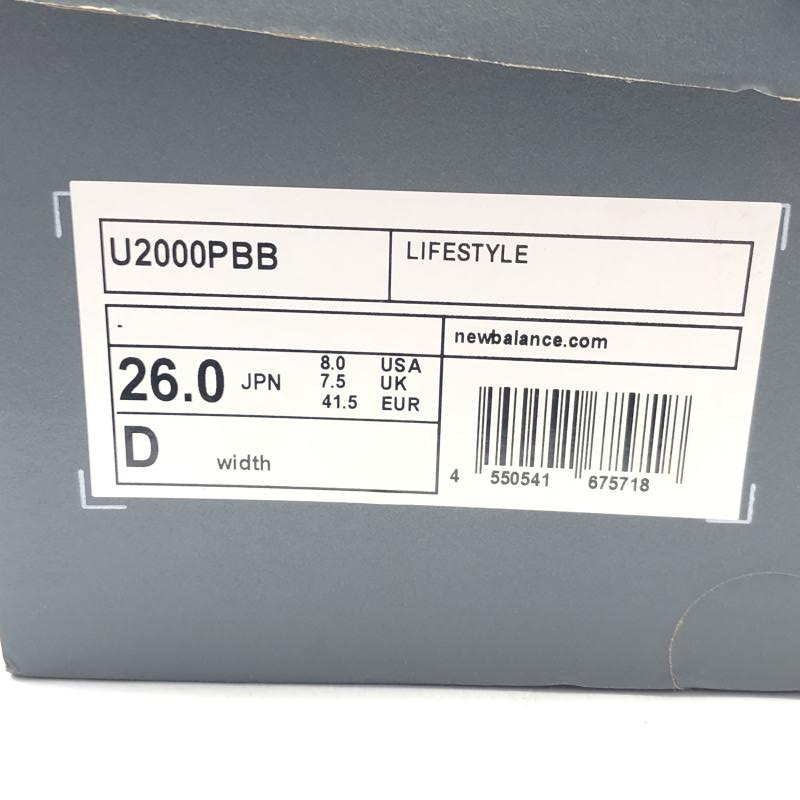 U2000PBB
LIFESTYLE
-
newbalance.com
26.0 JPN
8.0 USA
7.5 UK
41.5 EUR
D width
4 550541 675718